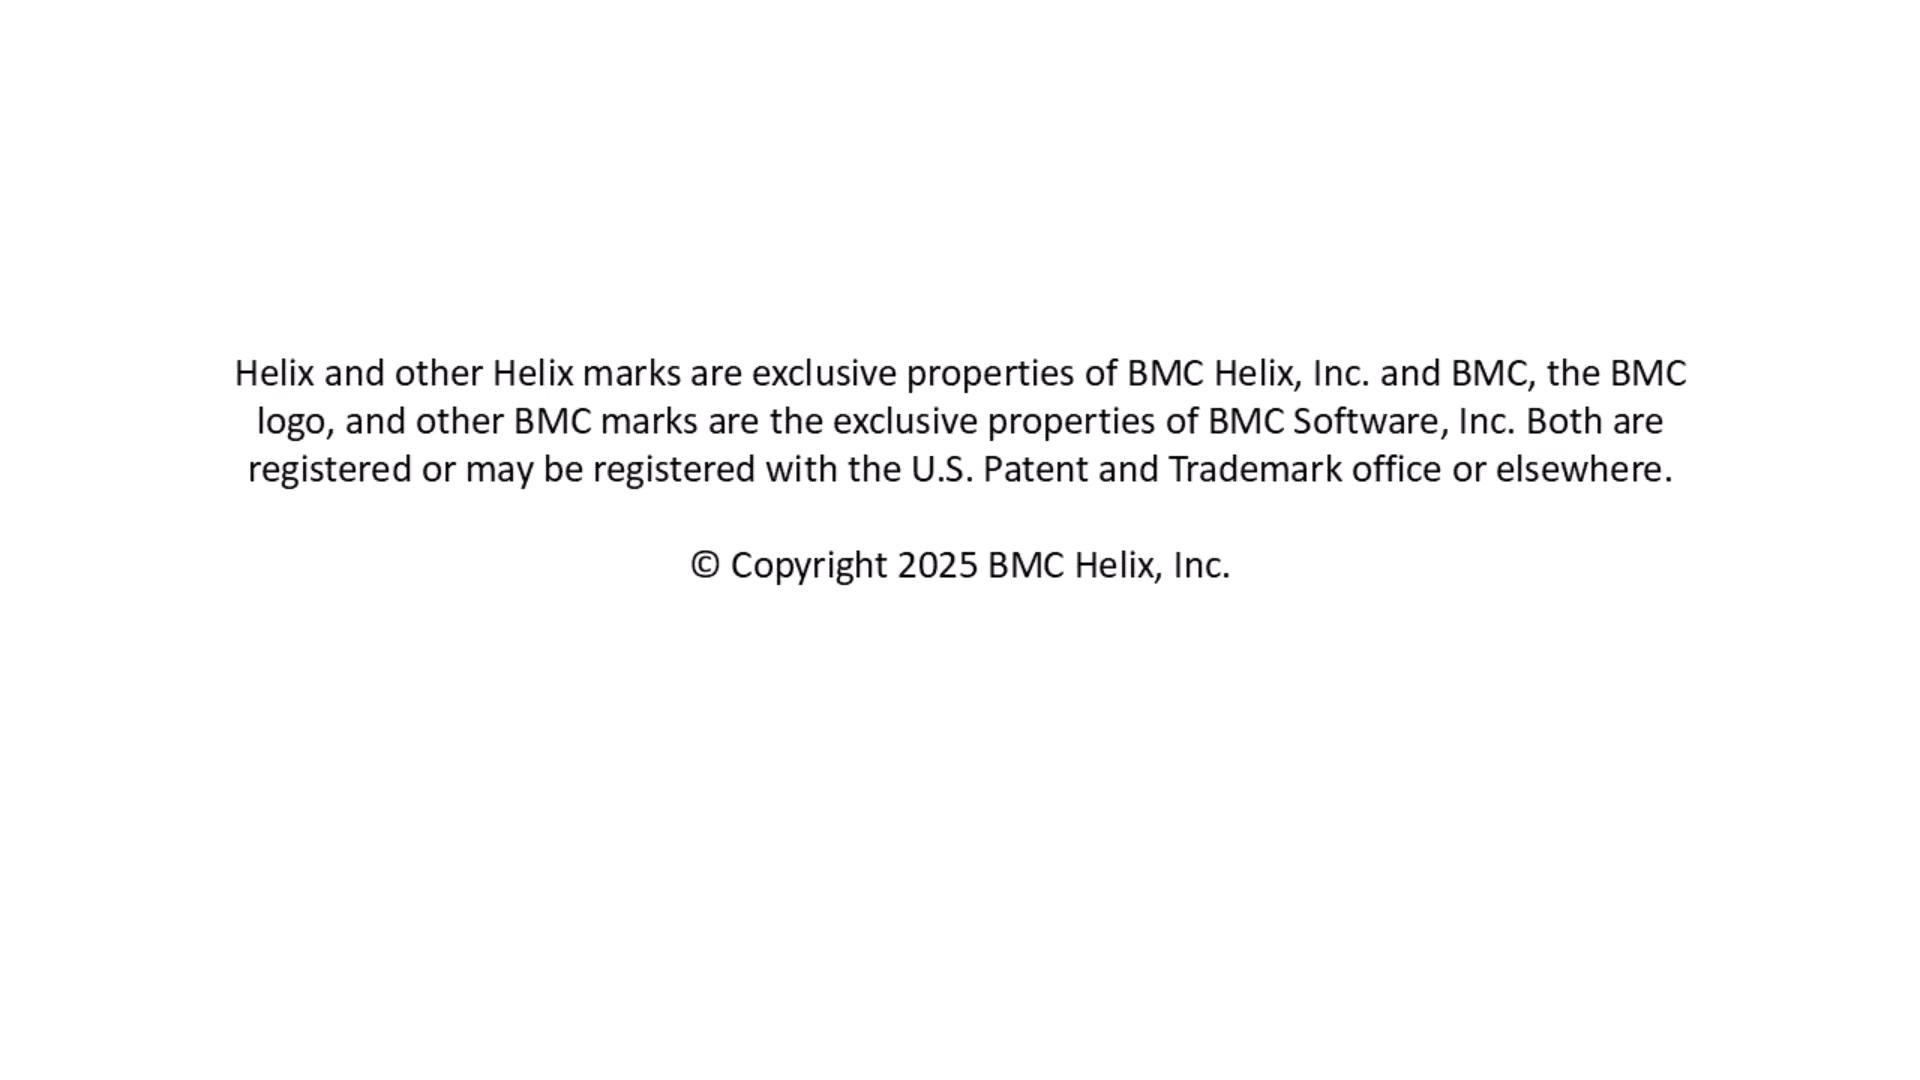 Helix and other Helix marks are exclusive properties of BMC Helix, Inc. and BMC, the BMC
logo, and other BMC marks are the exclusive properties of BMC Software, Inc. Both are
registered or may be registered with the U.S. Patent and Trademark office or elsewhere.
© Copyright 2025 BMC Helix, Inc.